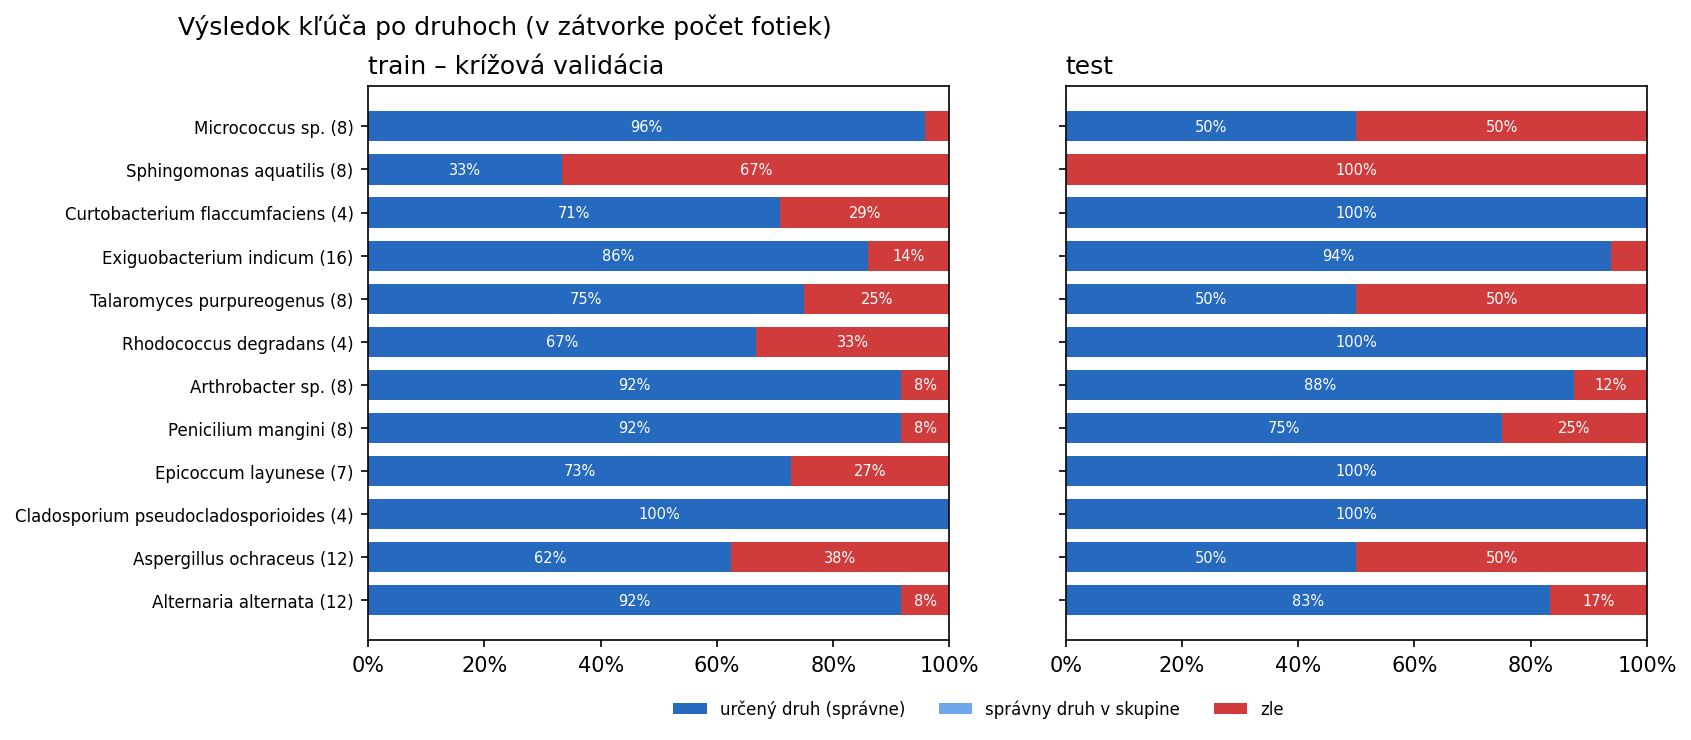 Výsledok kľúča po druhoch (v zátvorke počet fotiek)
train – krížová validácia
test
Micrococcus sp. (8) 96% 50% 50%
Sphingomonas aquatilis (8) 33% 67% 100%
Curtobacterium flaccumfaciens (4) 71% 29% 100%
Exiguobacterium indicum (16) 86% 14% 94%
Talaromyces purpureogenus (8) 75% 25% 50% 50%
Rhodococcus degradans (4) 67% 33% 100%
Arthrobacter sp. (8) 92% 8% 88% 12%
Penicilium mangini (8) 92% 8% 75% 25%
Epicoccum layunese (7) 73% 27% 100%
Cladosporium pseudocladosporioides (4) 100% 100%
Aspergillus ochraceus (12) 62% 38% 50% 50%
Alternaria alternata (12) 92% 8% 83% 17%
0% 20% 40% 60% 80% 100% 0% 20% 40% 60% 80% 100%
určený druh (správne) správny druh v skupine zle